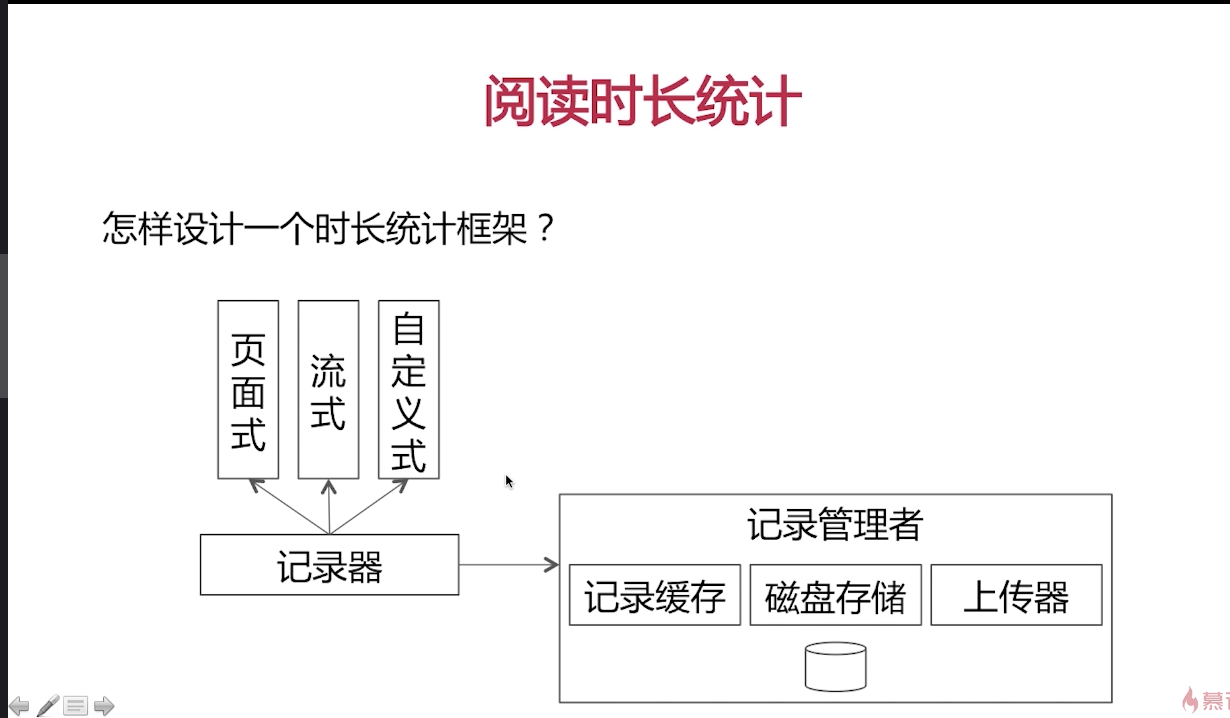 阅读时长统计
怎样设计一个时长统计框架？
页面式
流式
自定义式
记录器
记录管理者
记录缓存
磁盘存储
上传器
慕